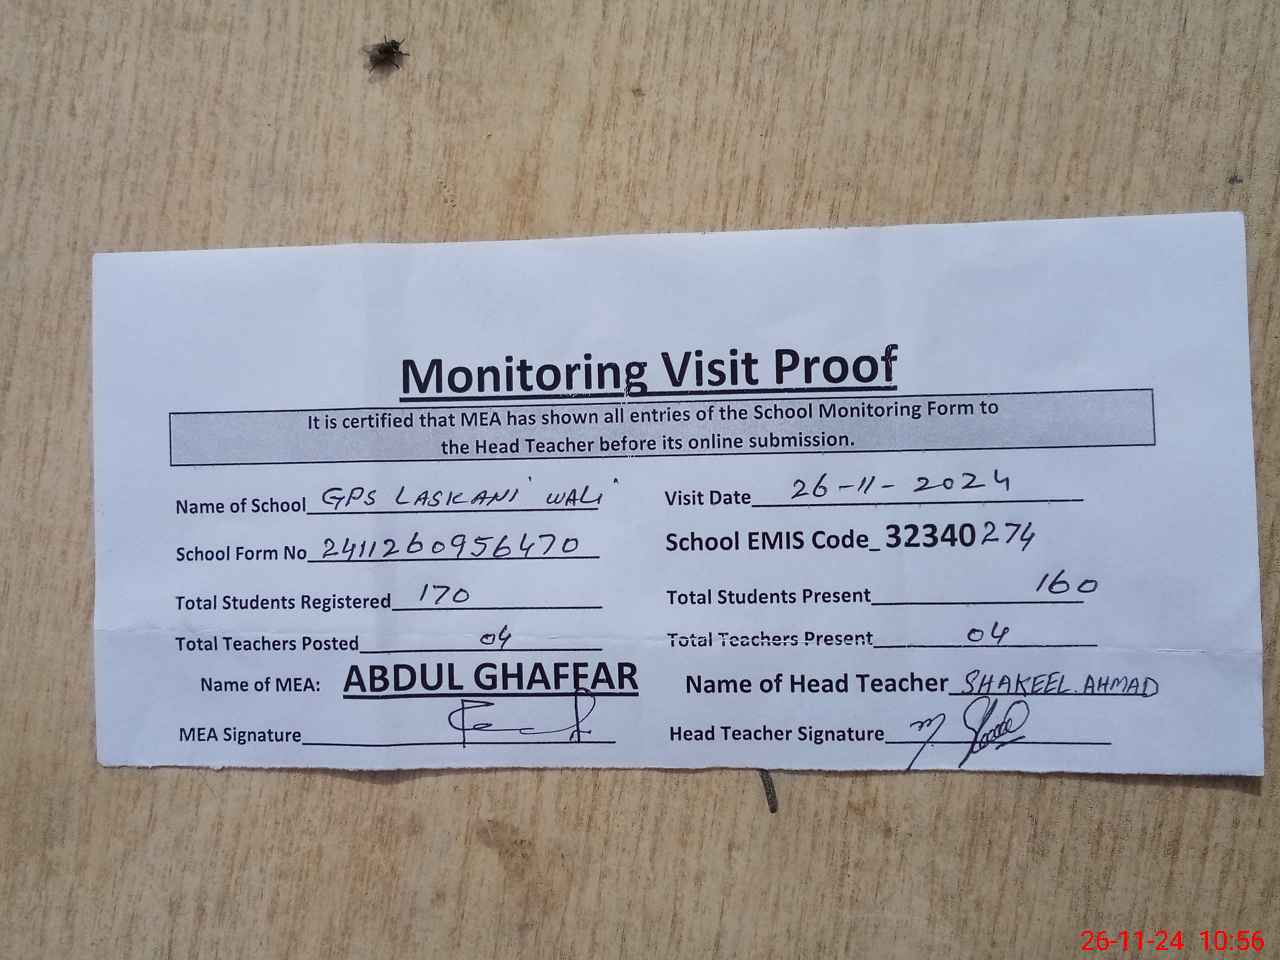 Monitoring Visit Proof
It is certified that MEA has shown all entries of the School Monitoring Form to
the Head Teacher before its online submission.
Name of School GPS LASKANI WALI Visit Date 26-11-2024
School Form No 2411260956470 School EMIS Code_ 32340274
Total Students Registered 170 Total Students Present 160
Total Teachers Posted 04 Total Teachers Present 04
Name of MEA: ABDUL GHAFFAR Name of Head Teacher SHAKEEL.AHMAD
MEA Signature Head Teacher Signature
26-11-24 10:56